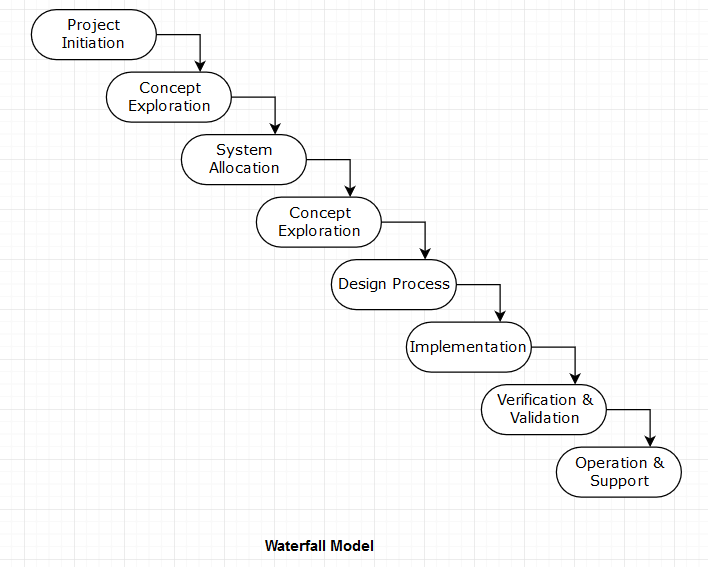 Project
Initiation
Concept
Exploration
System
Allocation
Concept
Exploration
Design Process
Implementation
Verification &
Validation
Operation &
Support
Waterfall Model